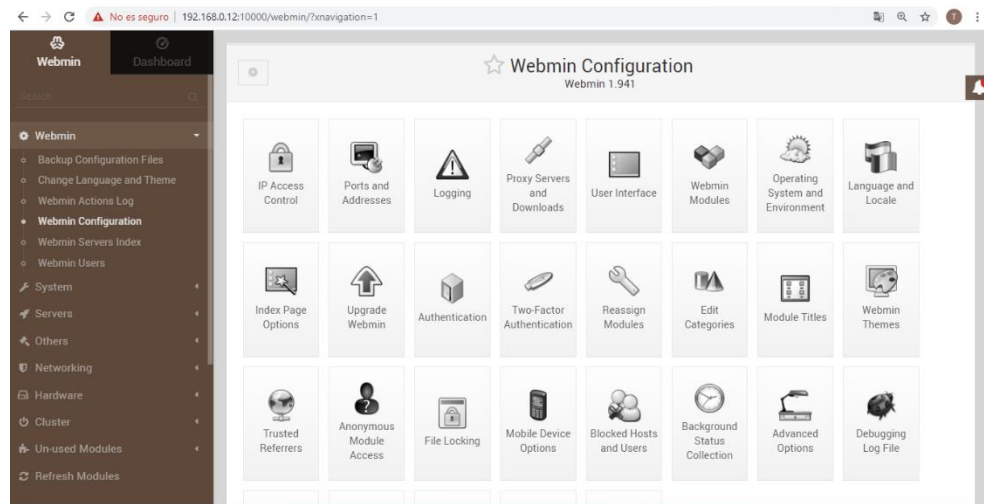 No es seguro | 192.168.0.12:10000/webmin/?xnavigation=1
T
Webmin
Dashboard
Search
Webmin
Backup Configuration Files
Change Language and Theme
Webmin Actions Log
Webmin Configuration
Webmin Servers Index
Webmin Users
System
Servers
Others
Networking
Hardware
Cluster
Un-used Modules
Refresh Modules
Webmin Configuration
Webmin 1.941
IP Access
Control
Ports and
Addresses
Logging
Proxy Servers
and
Downloads
User Interface
Webmin
Modules
Operating
System and
Environment
Language and
Locale
Index Page
Options
Upgrade
Webmin
Authentication
Two-Factor
Authentication
Reassign
Modules
Edit
Categories
Module Titles
Webmin
Themes
Trusted
Referrers
Anonymous
Module
Access
File Locking
Mobile Device
Options
Blocked Hosts
and Users
Background
Status
Collection
Advanced
Options
Debugging
Log File